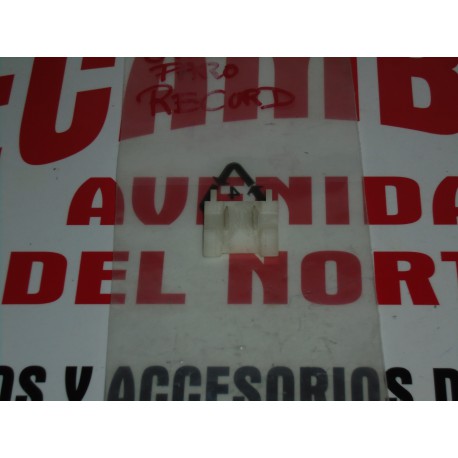 FARO
RECORD
ECAMB
AVENIDA
DEL NORT
OS Y ACCESORIOS D